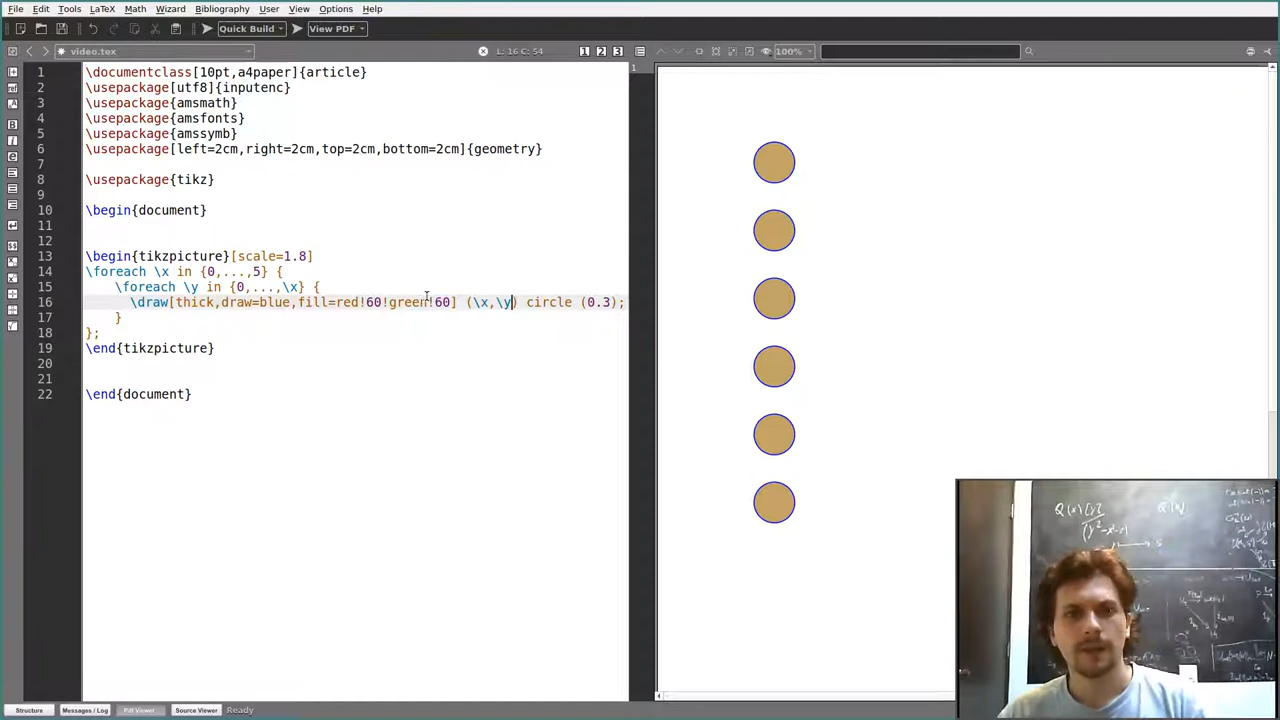 File Edit Tools LaTeX Math Wizard Bibliography User View Options Help
Quick Build View PDF
video.tex L: 16 C: 54 1 2 3 100%
1
1 \documentclass[10pt,a4paper]{article}
2 \usepackage[utf8]{inputenc}
3 \usepackage{amsmath}
4 \usepackage{amsfonts}
5 \usepackage{amssymb}
6 \usepackage[left=2cm,right=2cm,top=2cm,bottom=2cm]{geometry}
7
8 \usepackage{tikz}
9
10 \begin{document}
11
12
13 \begin{tikzpicture}[scale=1.8]
14 \foreach \x in {0,...,5} {
15 \foreach \y in {0,...,\x} {
16 \draw[thick,draw=blue,fill=red!60!green!60] (\x,\y) circle (0.3);
17 }
18 };
19 \end{tikzpicture}
20
21
22 \end{document}
Structure Messages / Log Pdf Viewer Source Viewer Ready